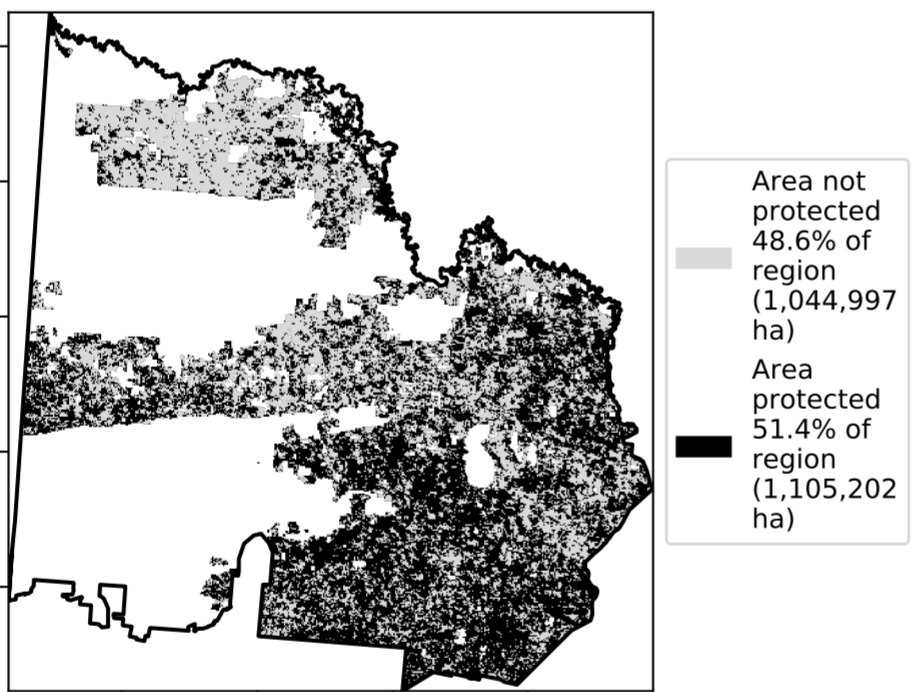 Area not
protected
48.6% of
region
(1,044,997
ha)
Area
protected
51.4% of
region
(1,105,202
ha)